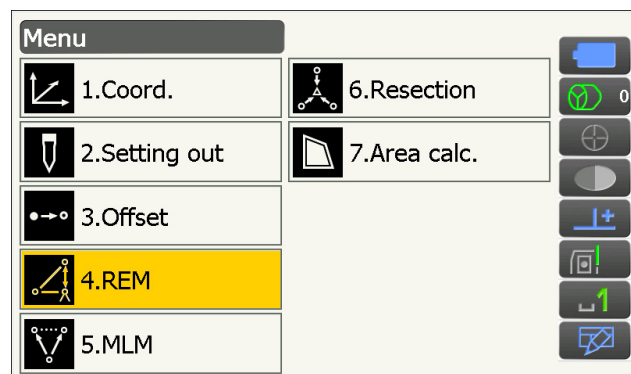 Menu
1.Coord.
2.Setting out
3.Offset
4.REM
5.MLM
6.Resection
7.Area calc.
0
1